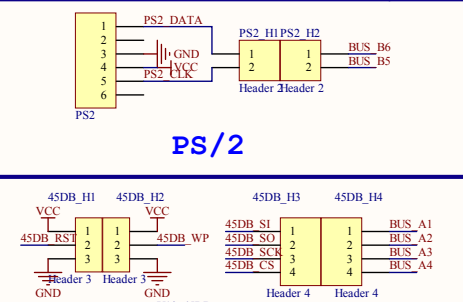 PS2_DATA
1
2
3
4
5
6
GND
VCC
PS2_CLK
PS2
PS2_H1 PS2_H2
1 1
2 2
BUS_B6
BUS_B5
Header 2 Header 2
PS/2
45DB_H1 45DB_H2
VCC VCC
45DB_RST 1 1 45DB_WP
2 2
3 3
Header 3 Header 3
GND GND
45DB_H3 45DB_H4
45DB_SI 1 1 BUS_A1
45DB_SO 2 2 BUS_A2
45DB_SCK 3 3 BUS_A3
45DB_CS 4 4 BUS_A4
Header 4 Header 4